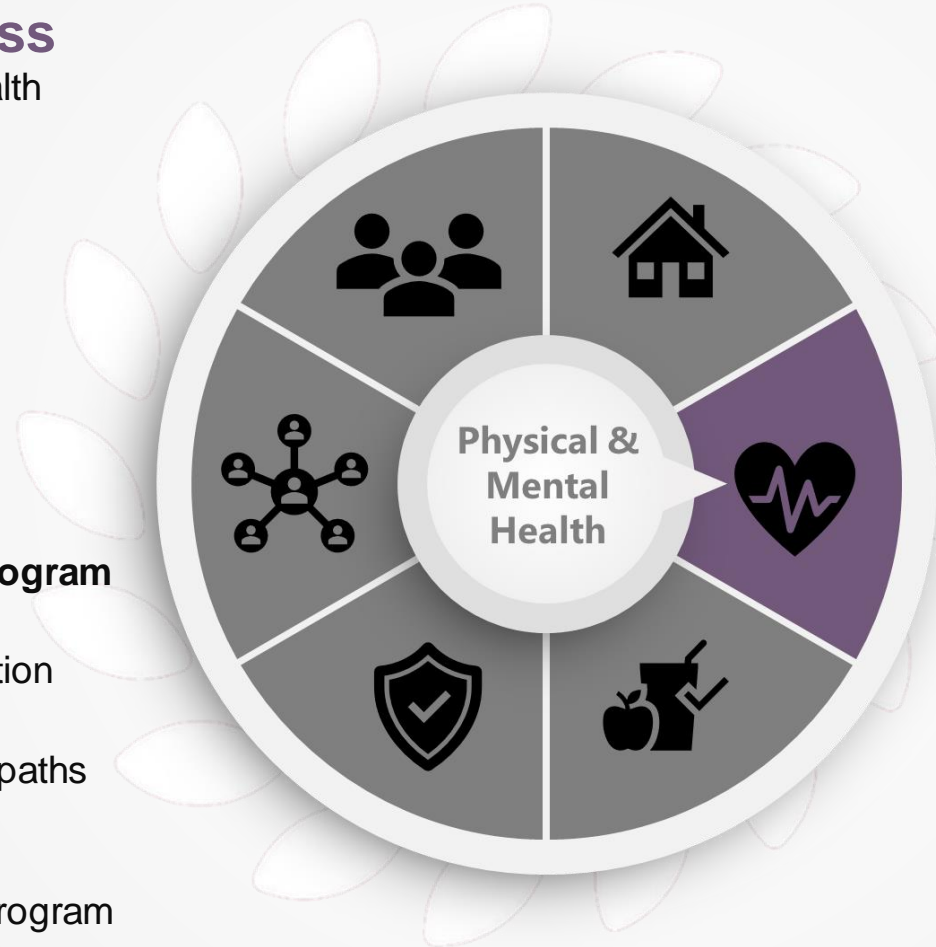 ss
alth
Physical &
Mental
Health
ogram
tion
paths
rogram